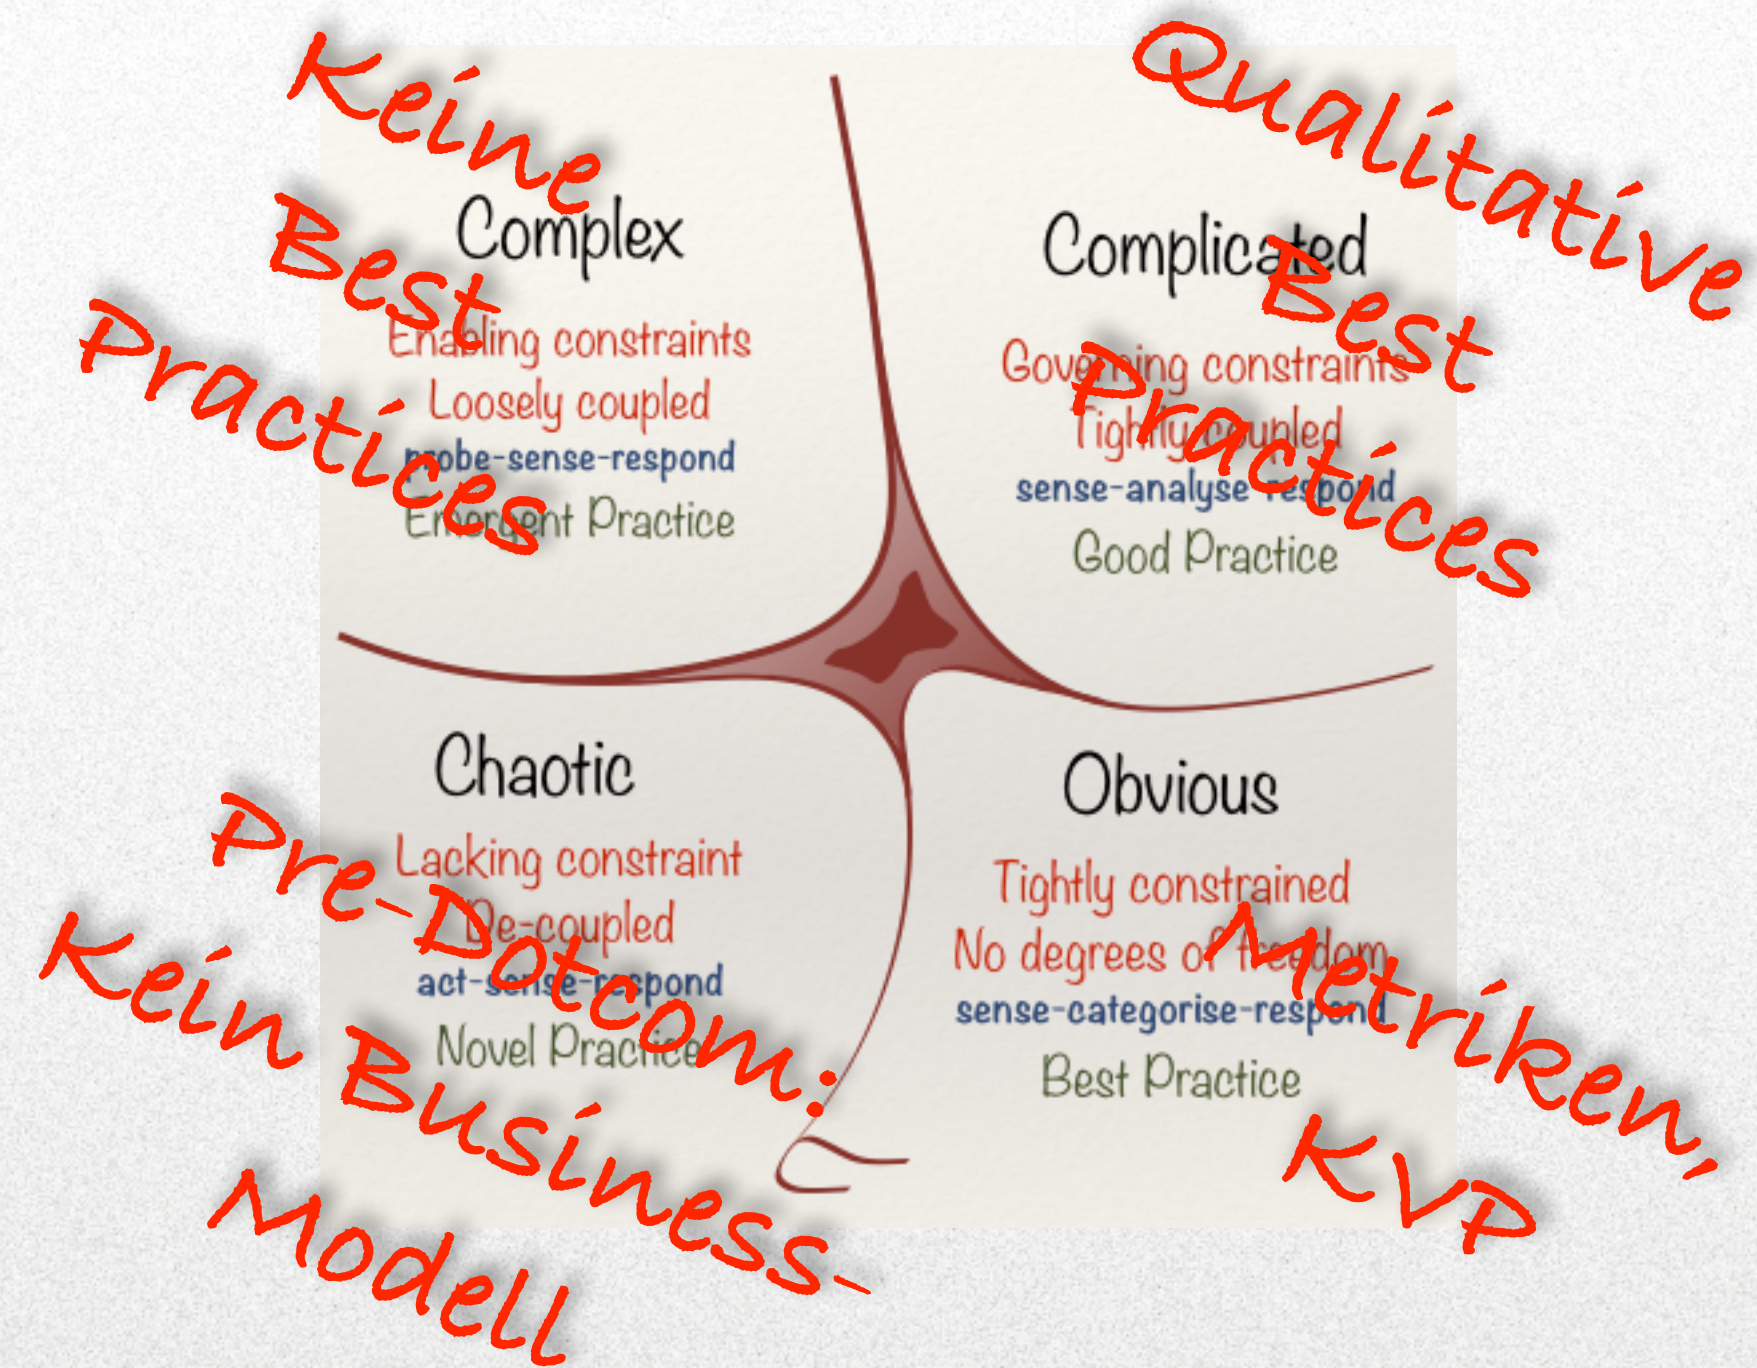 Keine
Best
Practices
Complex
Enabling constraints
Loosely coupled
probe-sense-respond
Emergent Practice
Qualitative
Best
Practices
Complicated
Governing constraints
Tightly coupled
sense-analyse-respond
Good Practice
Chaotic
Lacking constraint
De-coupled
act-sense-respond
Novel Practice
Pre-Dotcom:
Kein Business-
Modell
Obvious
Tightly constrained
No degrees of freedom
sense-categorise-respond
Best Practice
Metriken,
KVP